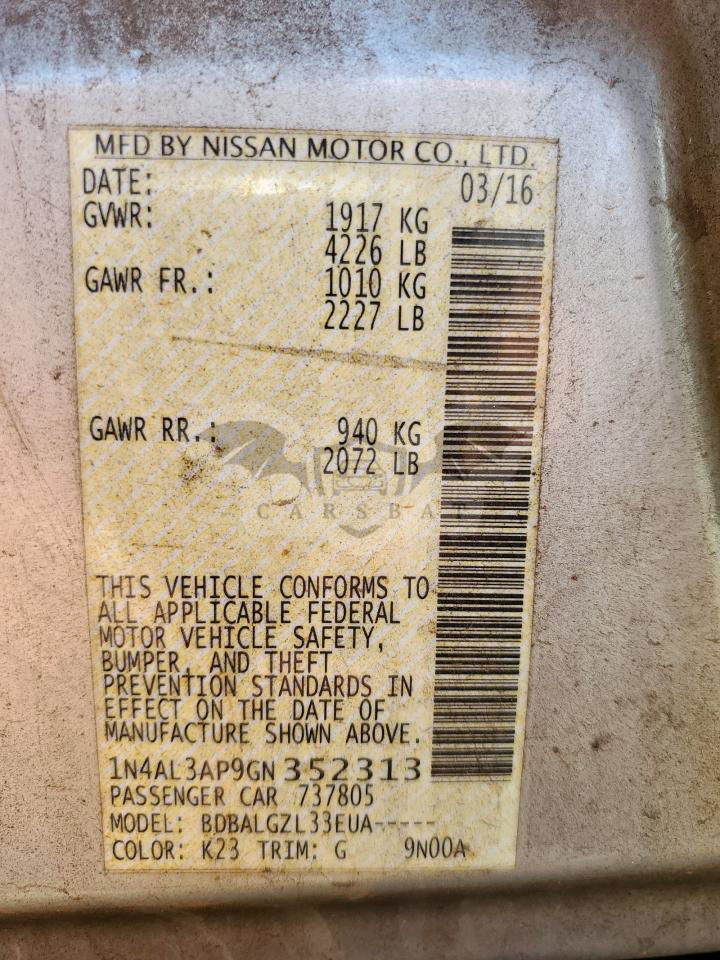 MFD BY NISSAN MOTOR CO., LTD.
DATE: 03/16
GVWR: 1917 KG
4226 LB
GAWR FR.: 1010 KG
2227 LB
GAWR RR.: 940 KG
2072 LB
CARSBAT
THIS VEHICLE CONFORMS TO
ALL APPLICABLE FEDERAL
MOTOR VEHICLE SAFETY,
BUMPER, AND THEFT
PREVENTION STANDARDS IN
EFFECT ON THE DATE OF
MANUFACTURE SHOWN ABOVE.
1N4AL3AP9GN352313
PASSENGER CAR 737805
MODEL: BDBALGZL33EUA-----
COLOR: K23 TRIM: G 9N00A